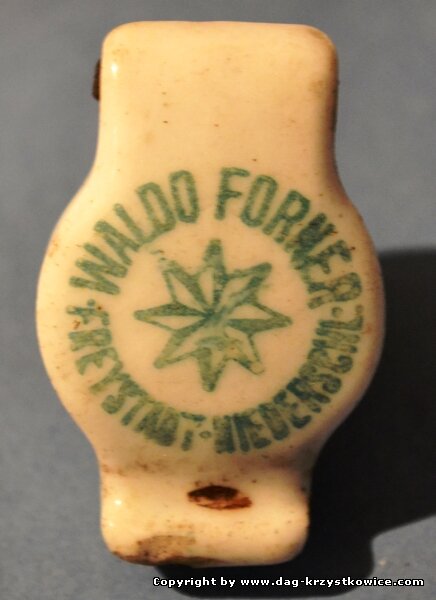 WALDO FORNER
FREYSTADT·NIEDERSCHL·
Copyright by www.dag-krzystkowice.com